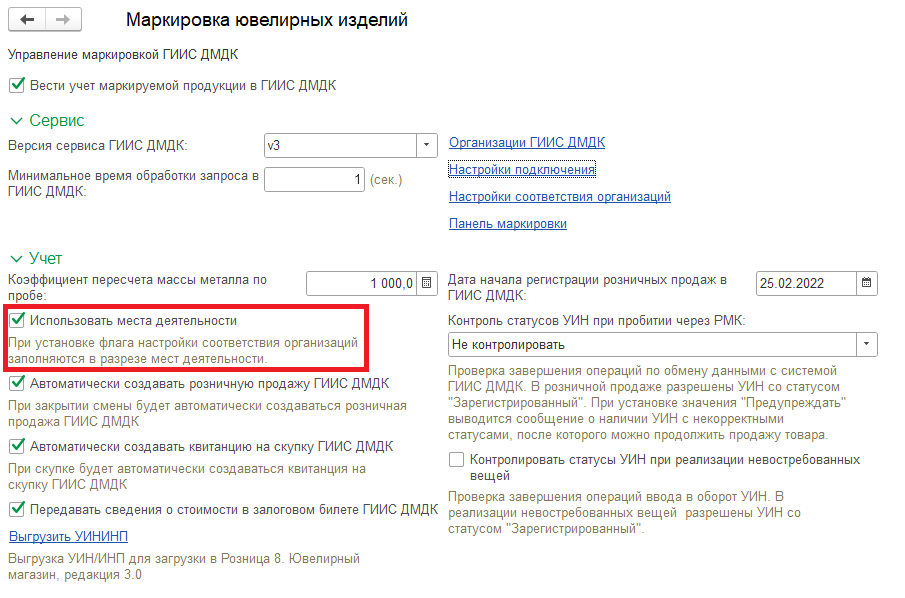 Маркировка ювелирных изделий
Управление маркировкой ГИИС ДМДК
Вести учет маркируемой продукции в ГИИС ДМДК
Сервис
Версия сервиса ГИИС ДМДК:
v3
Минимальное время обработки запроса в
ГИИС ДМДК:
1
(сек.)
Организации ГИИС ДМДК
Настройки подключения
Настройки соответствия организаций
Панель маркировки
Учет
Коэффициент пересчета массы металла по
пробе:
1 000,0
Использовать места деятельности
При установке флага настройки соответствия организаций
заполняются в разрезе мест деятельности.
Автоматически создавать розничную продажу ГИИС ДМДК
При закрытии смены будет автоматически создаваться розничная
продажа ГИИС ДМДК
Автоматически создавать квитанцию на скупку ГИИС ДМДК
При скупке будет автоматически создаваться квитанция на
скупку ГИИС ДМДК
Передавать сведения о стоимости в залоговом билете ГИИС ДМДК
Выгрузить УИНИНП
Выгрузка УИН/ИНП для загрузки в Розница 8. Ювелирный
магазин, редакция 3.0
Дата начала регистрации розничных продаж в
ГИИС ДМДК:
25.02.2022
Контроль статусов УИН при пробитии через РМК:
Не контролировать
Проверка завершения операций по обмену данными с системой
ГИИС ДМДК. В розничной продаже разрешены УИН со статусом
"Зарегистрированный". При установке значения "Предупреждать"
выводится сообщение о наличии УИН с некорректными
статусами, после которого можно продолжить продажу товара.
Контролировать статусы УИН при реализации невостребованных
вещей
Проверка завершения операций ввода в оборот УИН. В
реализации невостребованных вещей разрешены УИН со
статусом "Зарегистрированный".